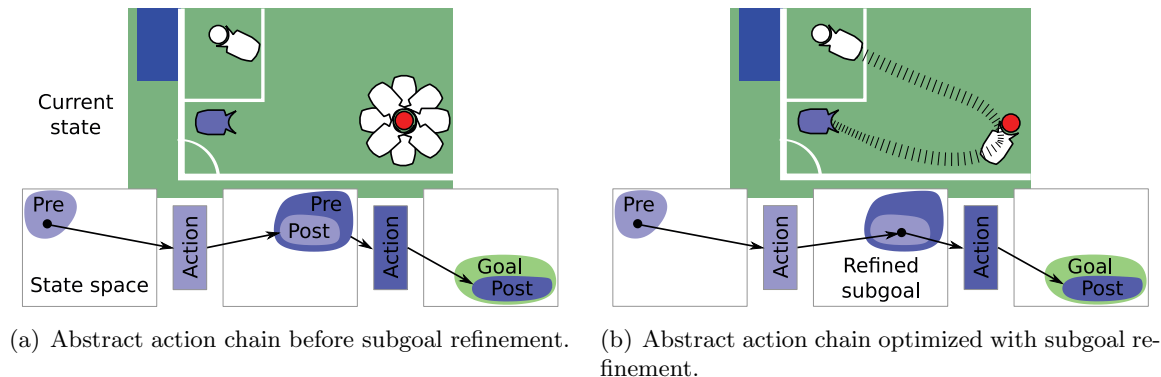 Current
state
Pre
State space
Action
Pre
Post
Action
Goal
Post
Pre
Action
Refined
subgoal
Action
Goal
Post
(a) Abstract action chain before subgoal refinement.
(b) Abstract action chain optimized with subgoal re-
finement.